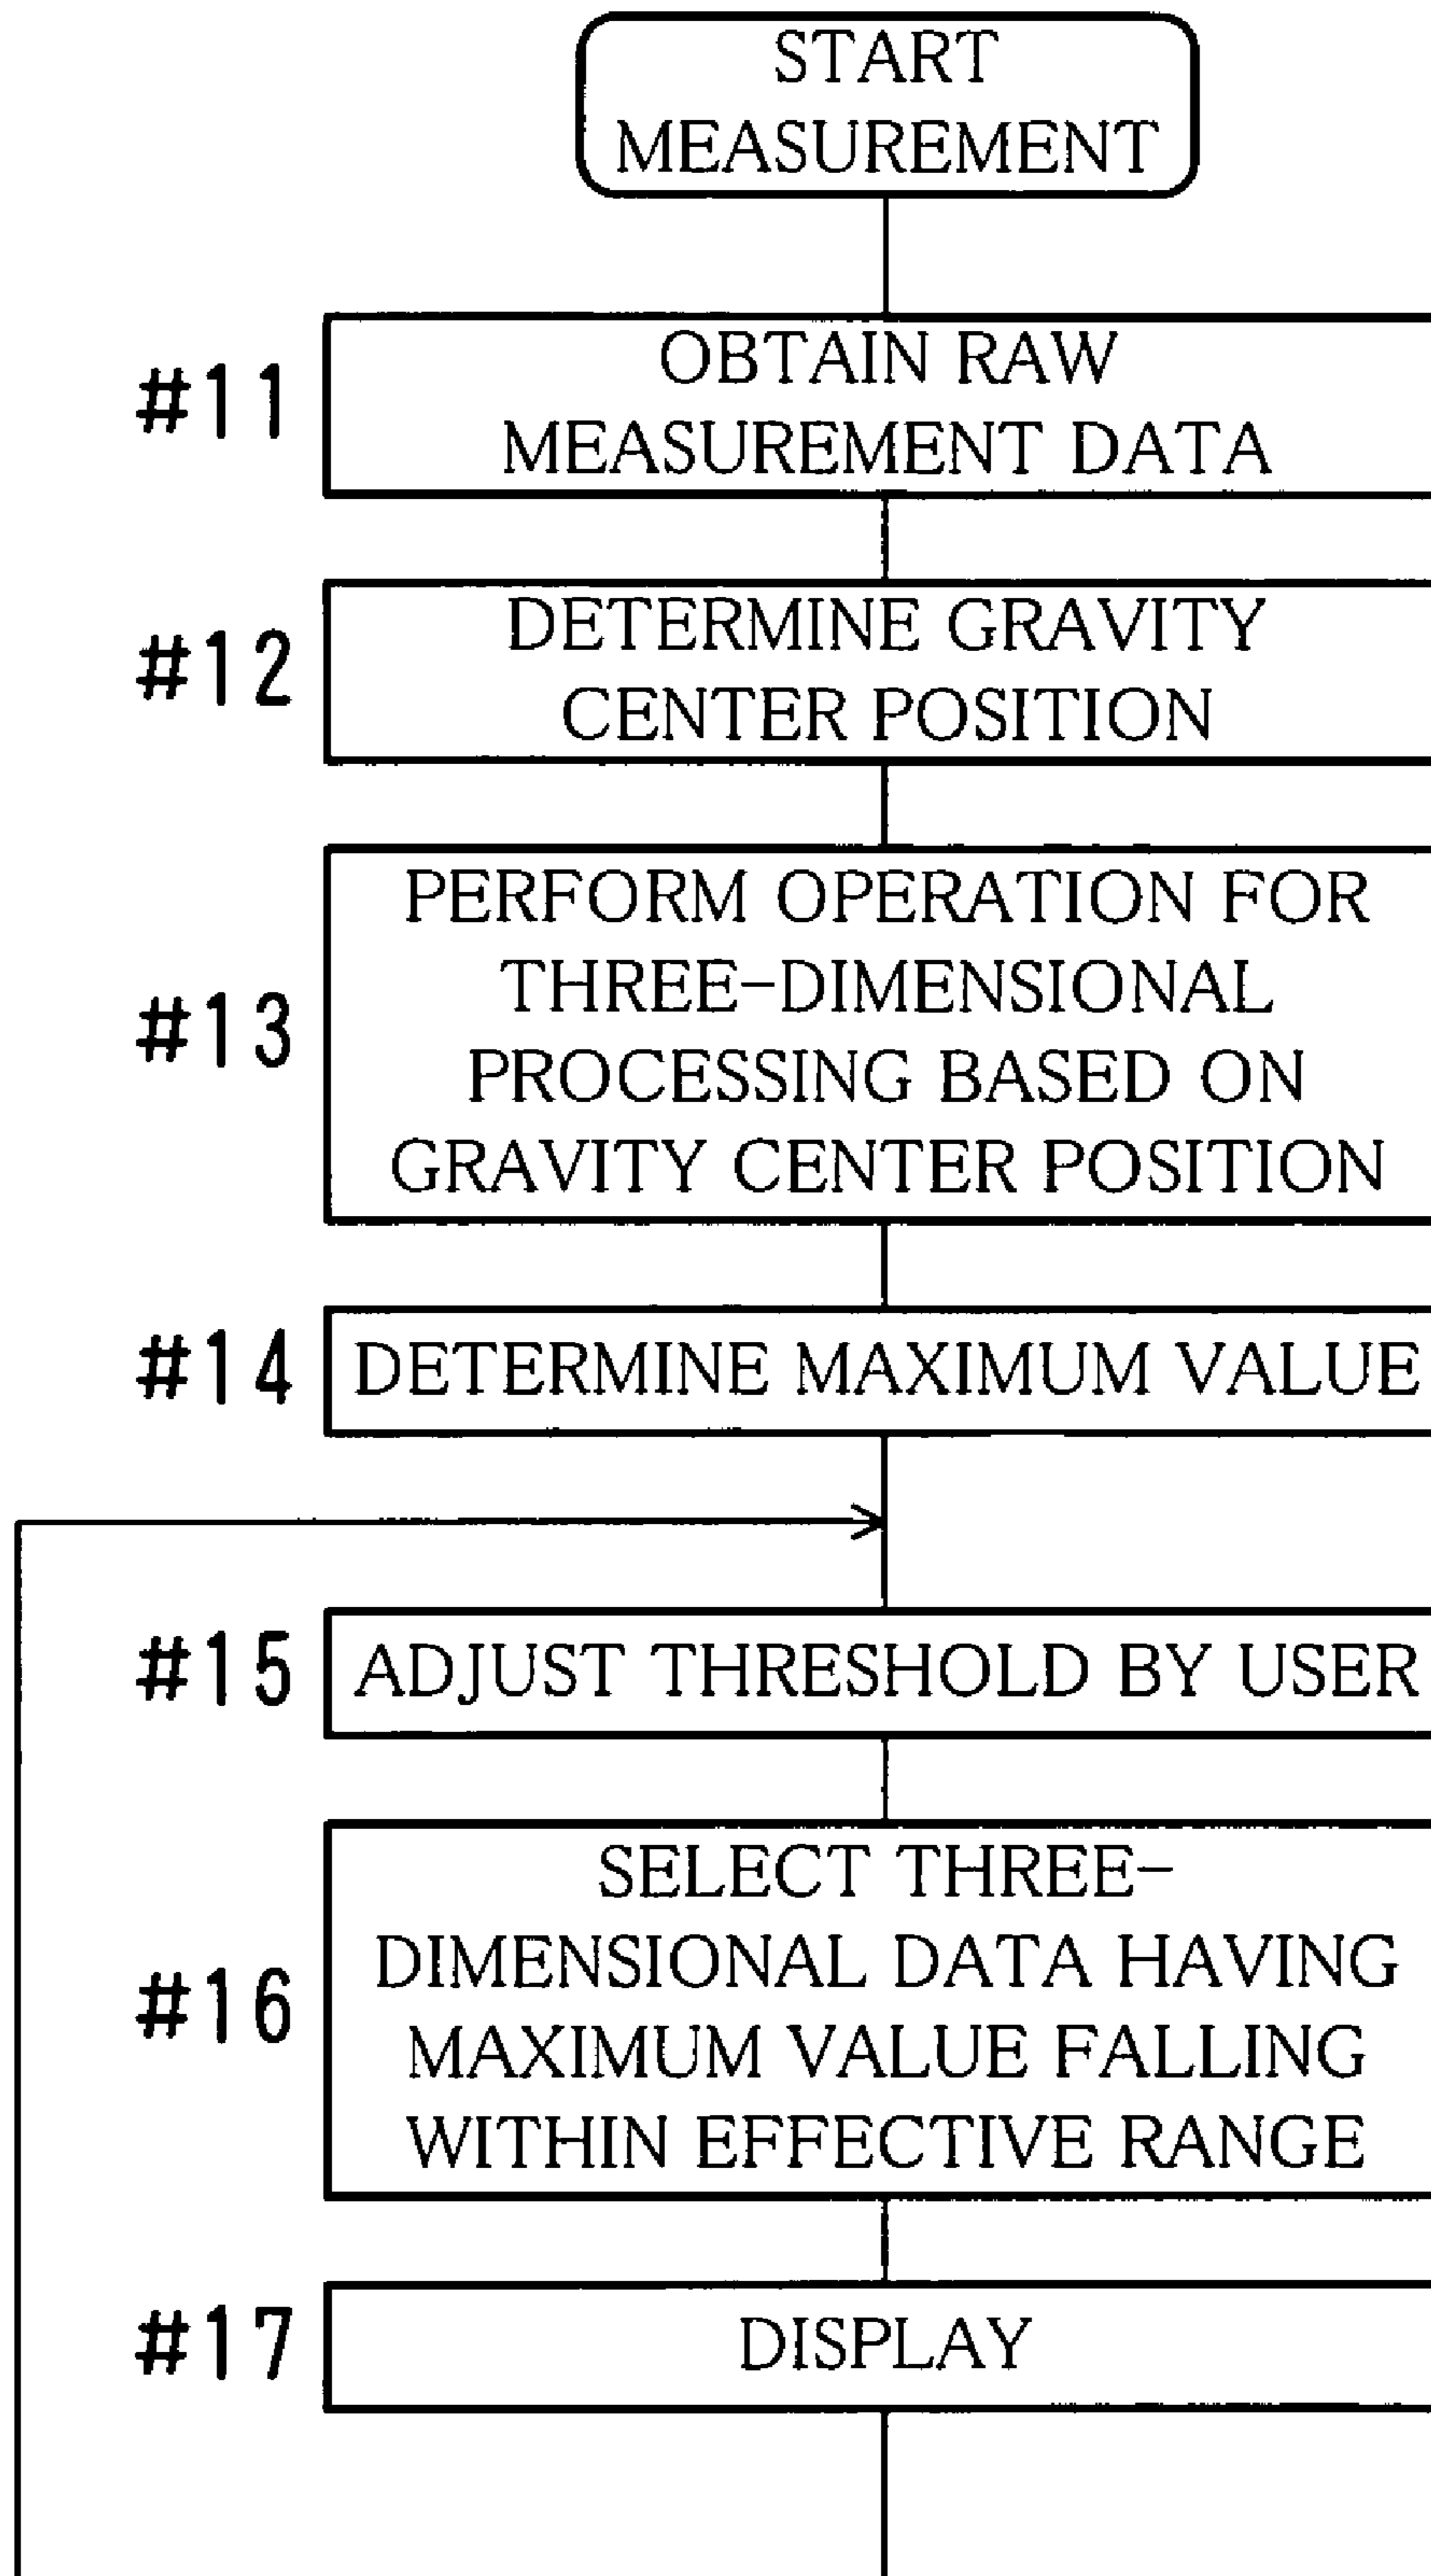 START
MEASUREMENT
#11
OBTAIN RAW
MEASUREMENT DATA
#12
DETERMINE GRAVITY
CENTER POSITION
#13
PERFORM OPERATION FOR
THREE-DIMENSIONAL
PROCESSING BASED ON
GRAVITY CENTER POSITION
#14
DETERMINE MAXIMUM VALUE
#15
ADJUST THRESHOLD BY USER
#16
SELECT THREE-
DIMENSIONAL DATA HAVING
MAXIMUM VALUE FALLING
WITHIN EFFECTIVE RANGE
#17
DISPLAY